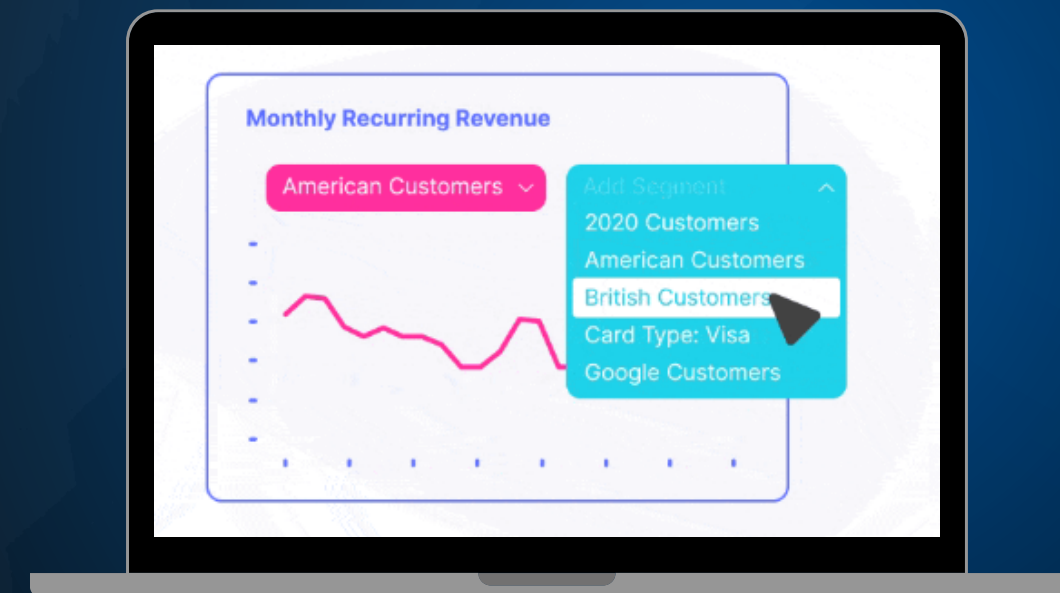 Monthly Recurring Revenue
American Customers
Add Segment
2020 Customers
American Customers
British Customers
Card Type: Visa
Google Customers